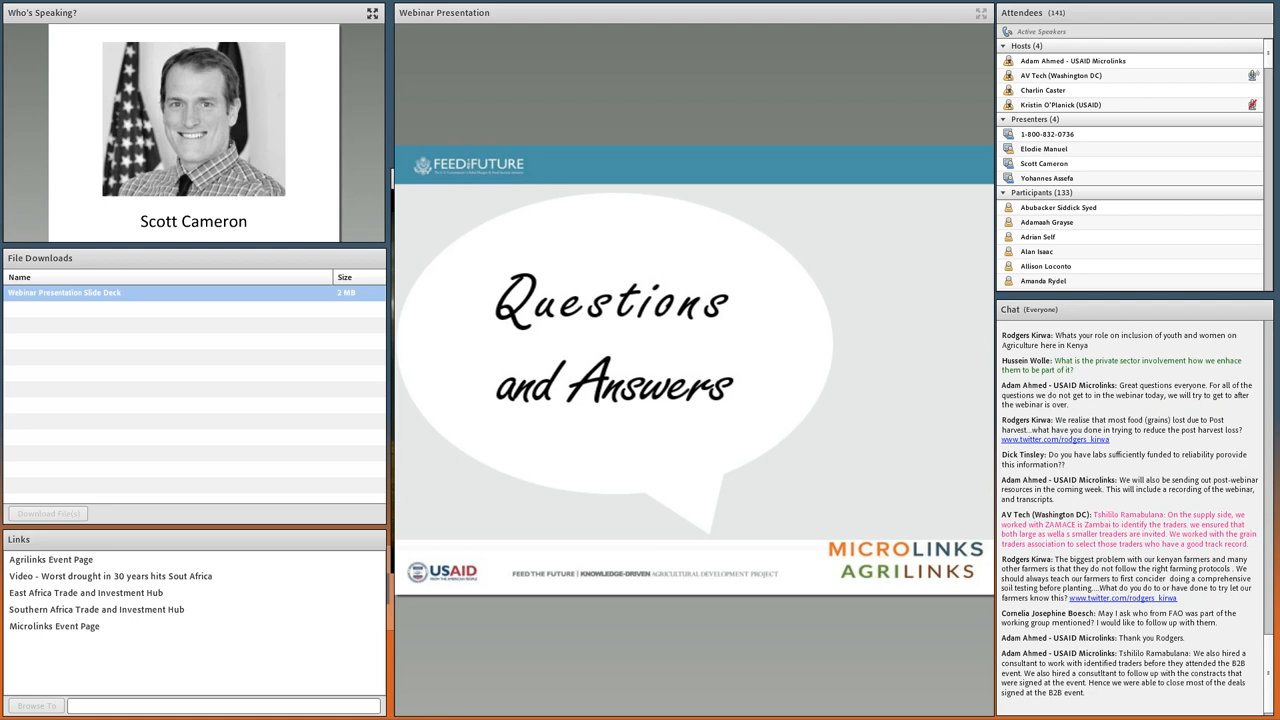 Who's Speaking?
Scott Cameron
File Downloads
Name Size
Webinar Presentation Slide Deck 2 MB
Download File(s)
Links
Agrilinks Event Page
Video - Worst drought in 30 years hits Sout Africa
East Africa Trade and Investment Hub
Southern Africa Trade and Investment Hub
Microlinks Event Page
Browse To
Webinar Presentation
FEED THE FUTURE
Questions
and Answers
USAID
FROM THE AMERICAN PEOPLE
FEED THE FUTURE | KNOWLEDGE-DRIVEN AGRICULTURAL DEVELOPMENT PROJECT
MICROLINKS
AGRILINKS
Attendees (141)
Active Speakers
Hosts (4)
Adam Ahmed - USAID Microlinks
AV Tech (Washington DC)
Charlin Caster
Kristin O'Planick (USAID)
Presenters (4)
1-800-832-0736
Elodie Manuel
Scott Cameron
Yohannes Assefa
Participants (133)
Abubacker Siddick Syed
Adamaah Grayse
Adrian Self
Alan Isaac
Allison Loconto
Amanda Rydel
Chat (Everyone)
Rodgers Kirwa: Whats your role on inclusion of youth and women on
Agriculture here in Kenya
Hussein Wolle: What is the private sector involvement how we enhace
them to be part of it?
Adam Ahmed - USAID Microlinks: Great questions everyone. For all of the
questions we do not get to in the webinar today, we will try to get to after
the webinar is over.
Rodgers Kirwa: We realise that most food (grains) lost due to Post
harvest...what have you done in trying to reduce the post harvest loss?
www.twitter.com/rodgers_kirwa
Dick Tinsley: Do you have labs sufficiently funded to reliability porovide
this information??
Adam Ahmed - USAID Microlinks: We will also be sending out post-webinar
resources in the coming week. This will include a recording of the webinar,
and transcripts.
AV Tech (Washington DC): Tshililo Ramabulana: On the supply side, we
worked with ZAMACE is Zambai to identify the traders. we ensured that
both large as wella s smaller treaders are invited. We worked with the grain
traders association to select those traders who have a good track record.
Rodgers Kirwa: The biggest problem with our kenyan farmers and many
other farmers is that they do not follow the right farming protocols . We
should always teach our farmers to first concider doing a comprehensive
soil testing before planting....What do you do to or have done to try let our
farmers know this? www.twitter.com/rodgers_kirwa
Cornelia Josephine Boesch: May I ask who from FAO was part of the
working group mentioned? I would like to follow up with them.
Adam Ahmed - USAID Microlinks: Thank you Rodgers.
Adam Ahmed - USAID Microlinks: Tshililo Ramabulana: We also hired a
consultant to work with identified traders before they attended the B2B
event. We also hired a consutltant to follow up with the constracts that
were signed at the event. Hence we were able to close most of the deals
signed at the B2B event.